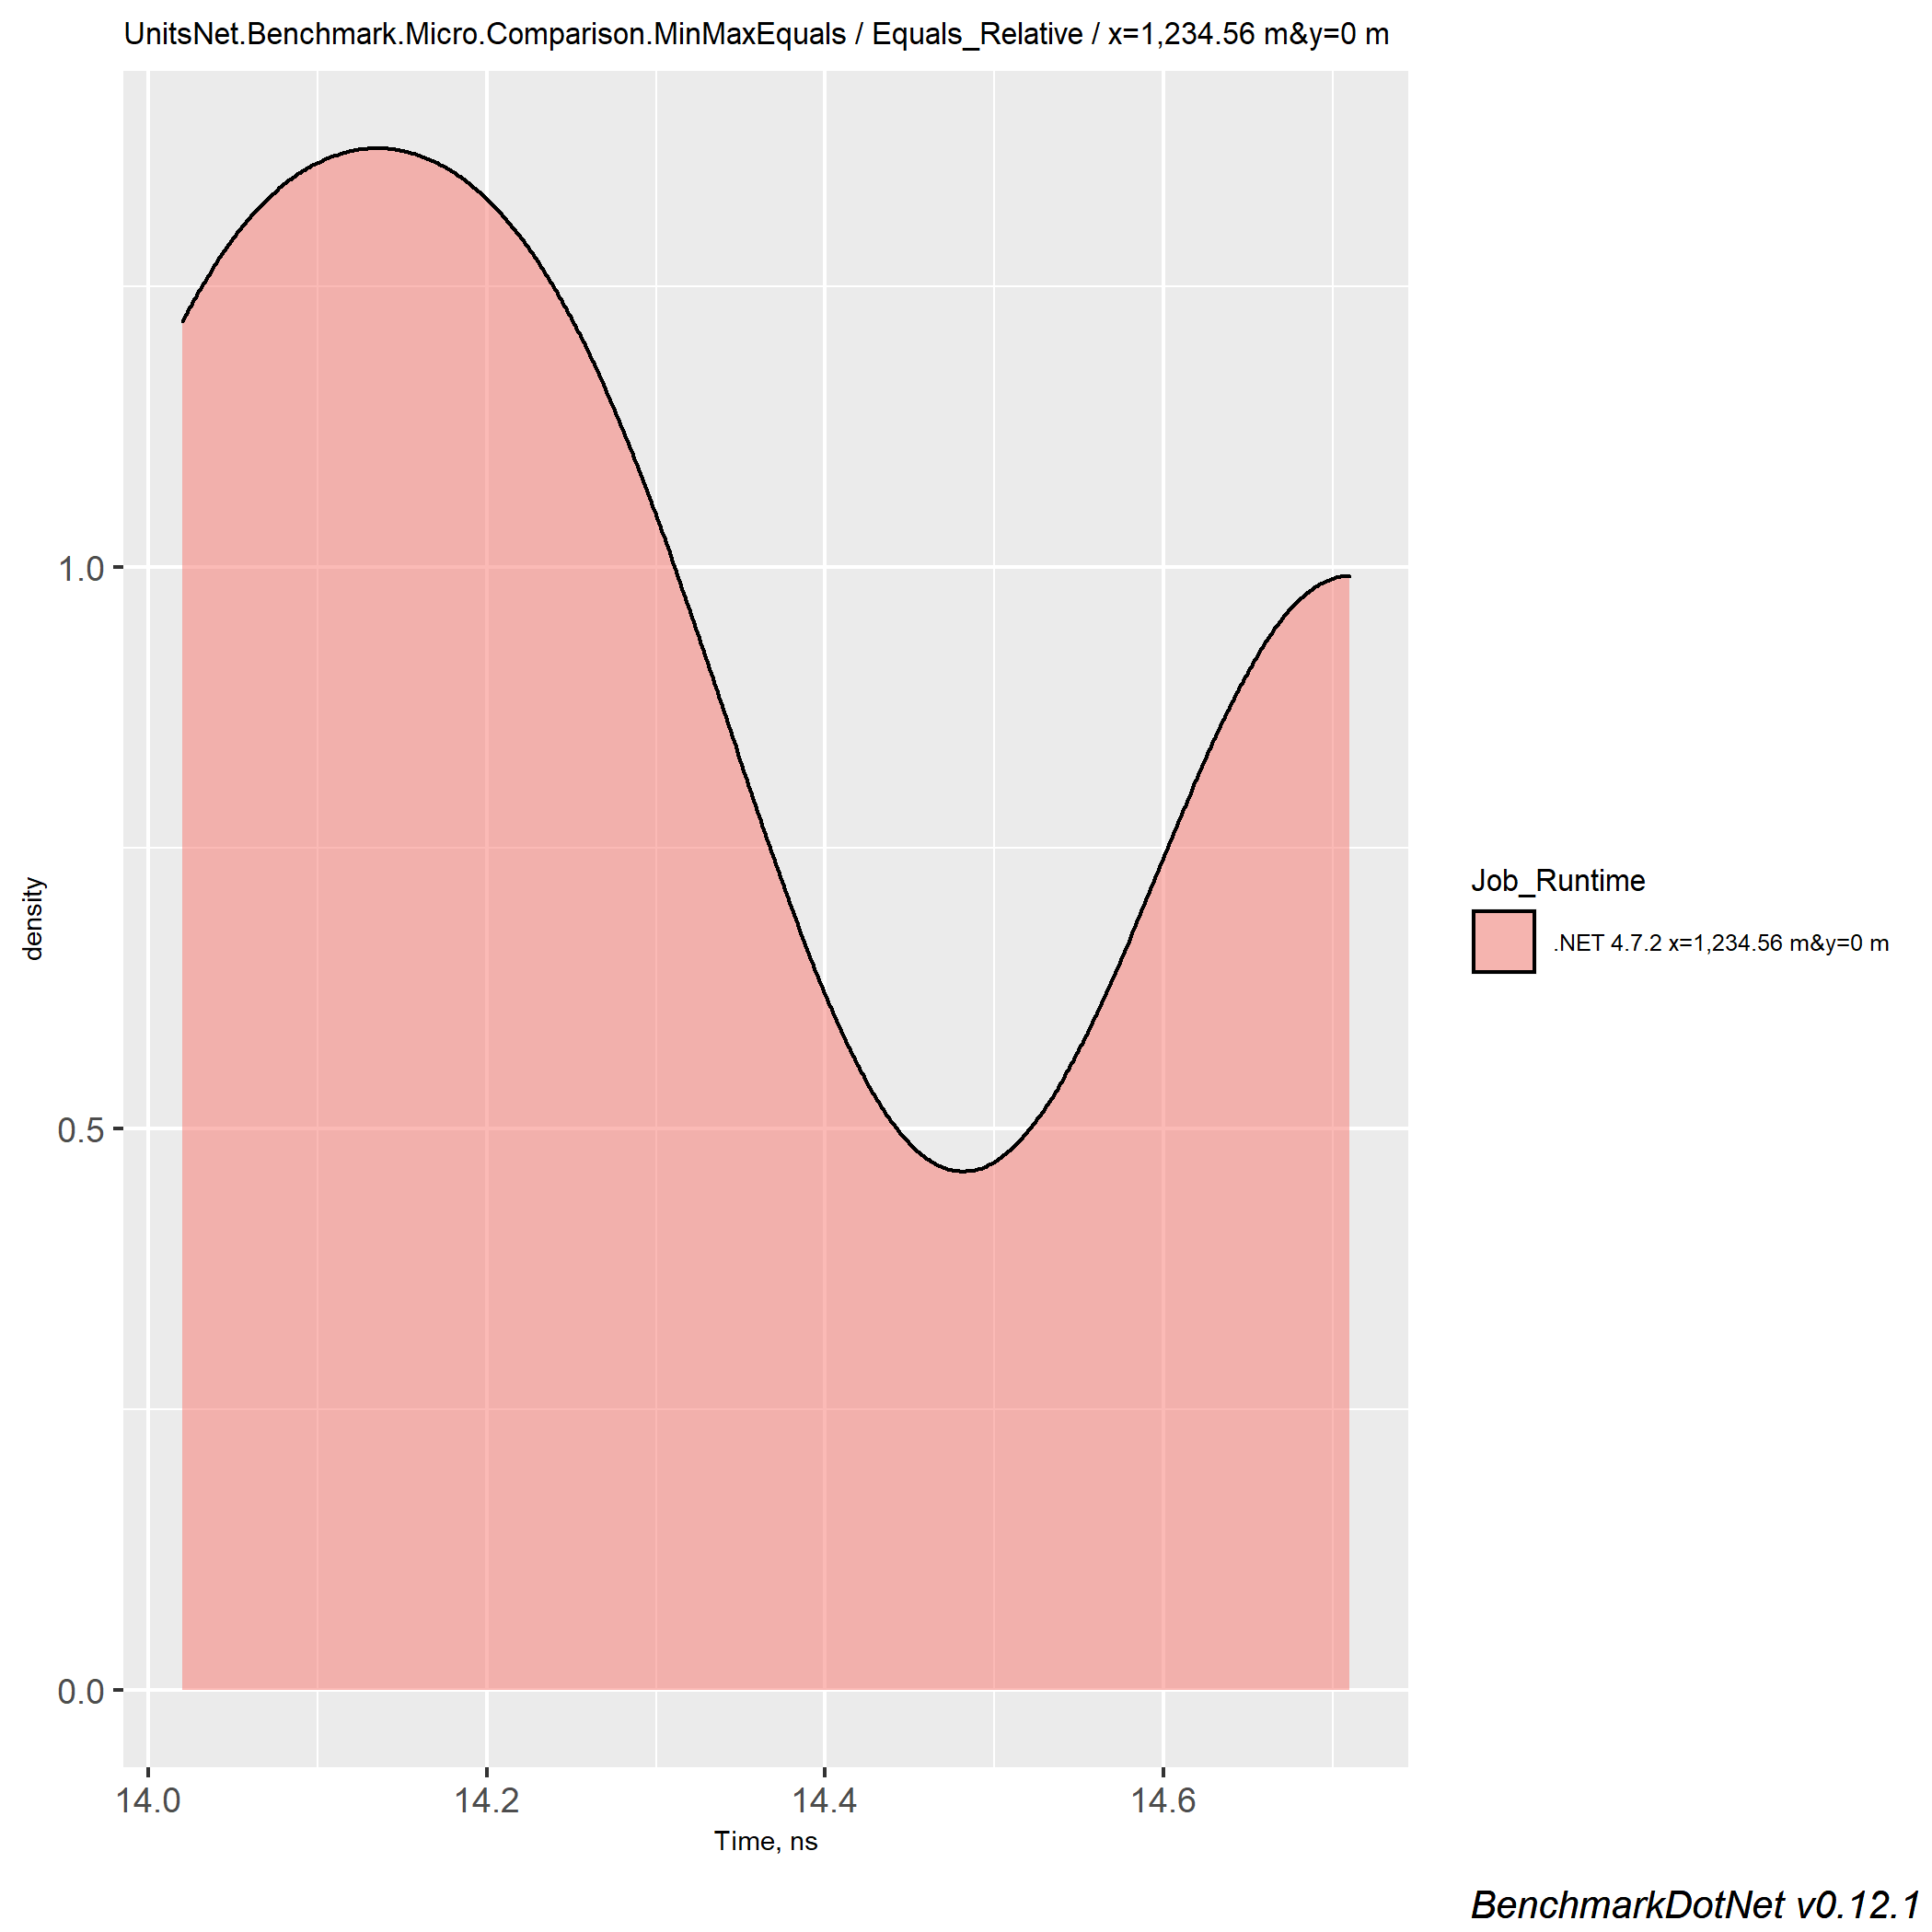 UnitsNet.Benchmark.Micro.Comparison.MinMaxEquals / Equals_Relative / x=1,234.56 m&y=0 m
density
1.0
0.5
0.0
14.0 14.2 14.4 14.6
Time, ns
Job_Runtime
.NET 4.7.2 x=1,234.56 m&y=0 m
BenchmarkDotNet v0.12.1